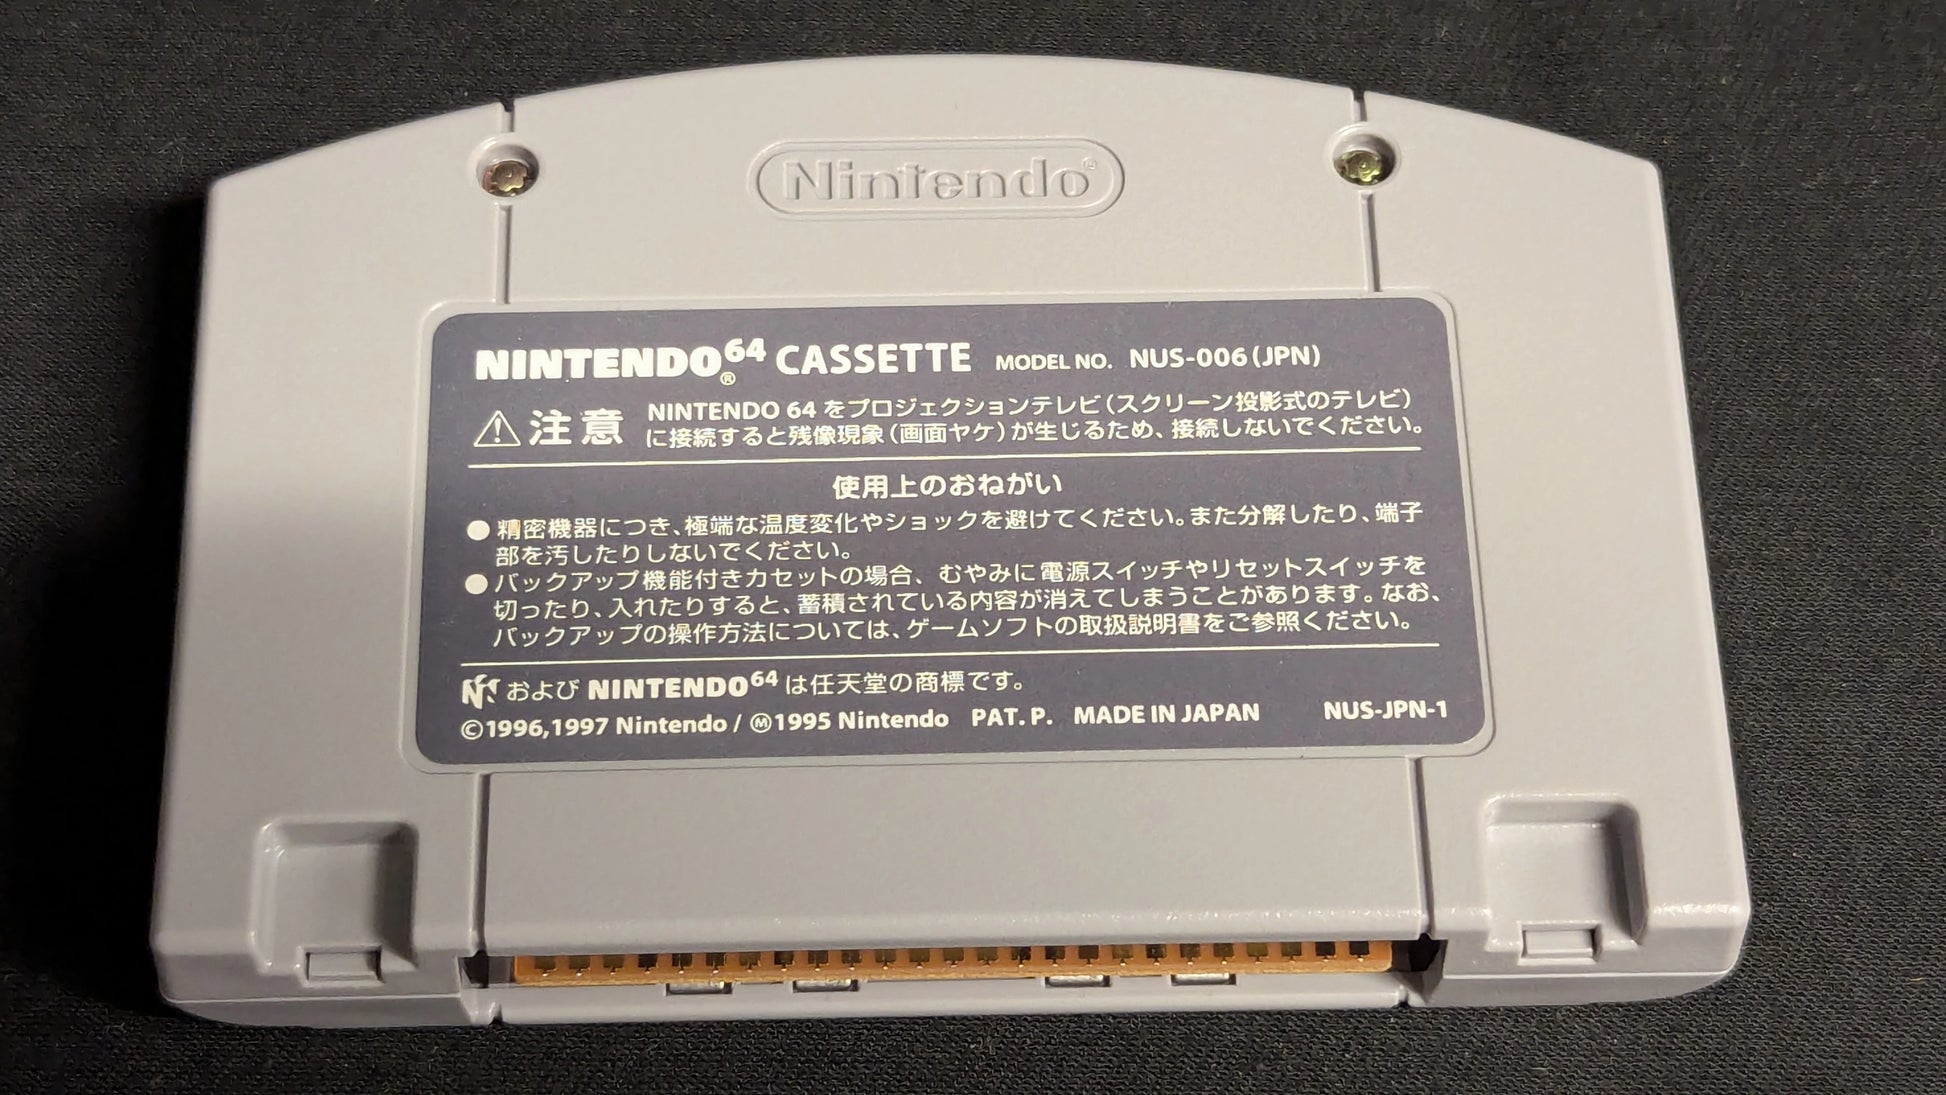 Nintendo®
NINTENDO64® CASSETTE MODEL NO. NUS-006(JPN)
⚠注意 NINTENDO 64 をプロジェクションテレビ(スクリーン投影式のテレビ)
に接続すると残像現象(画面ヤケ)が生じるため、接続しないでください。
使用上のおねがい
●精密機器につき、極端な温度変化やショックを避けてください。また分解したり、端子
部を汚したりしないでください。
●バックアップ機能付きカセットの場合、むやみに電源スイッチやリセットスイッチを
切ったり、入れたりすると、蓄積されている内容が消えてしまうことがあります。なお、
バックアップの操作方法については、ゲームソフトの取扱説明書をご参照ください。
および NINTENDO64 は任天堂の商標です。
©1996,1997 Nintendo / Ⓜ1995 Nintendo PAT. P. MADE IN JAPAN NUS-JPN-1